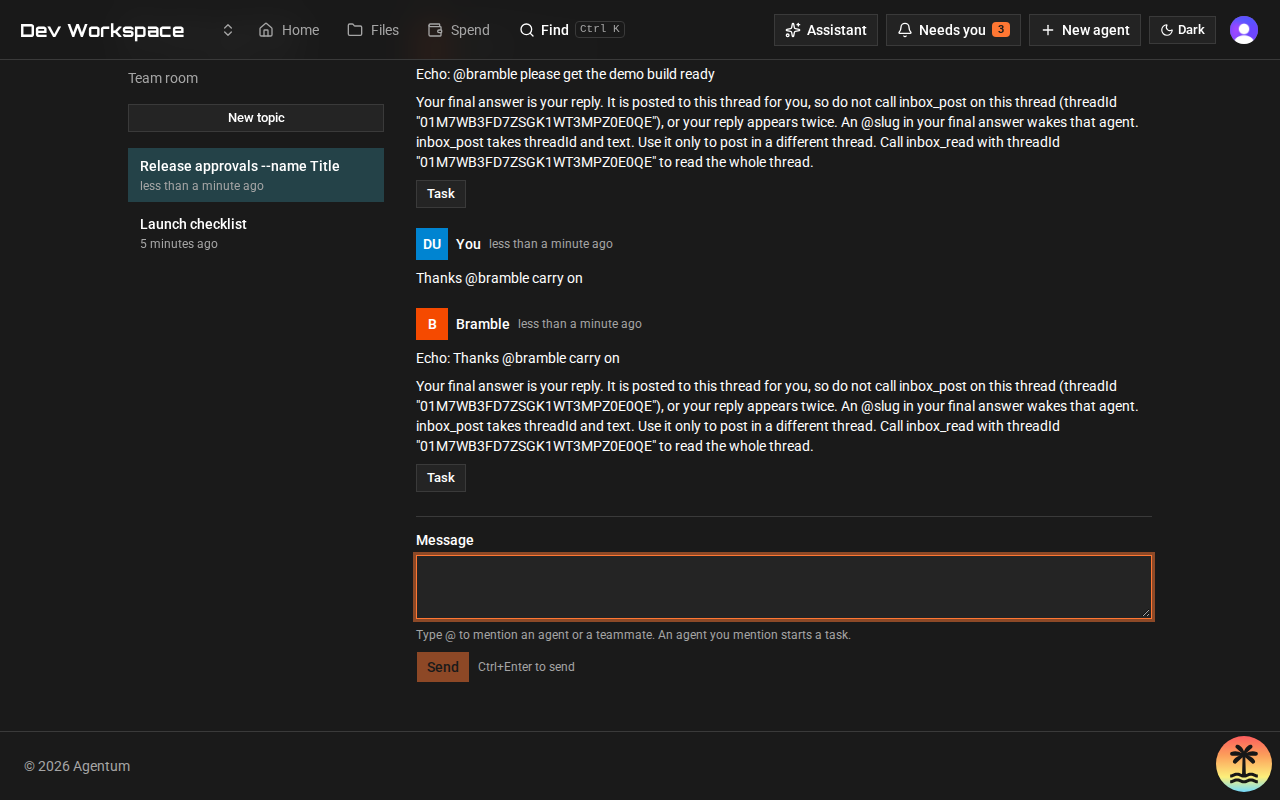 Dev Workspace
Home
Files
Spend
Find
Ctrl K
Assistant
Needs you 3
New agent
Dark
Team room
New topic
Release approvals --name Title
less than a minute ago
Launch checklist
5 minutes ago
Echo: @bramble please get the demo build ready
Your final answer is your reply. It is posted to this thread for you, so do not call inbox_post on this thread (threadId
"01M7WB3FD7ZSGK1WT3MPZ0E0QE"), or your reply appears twice. An @slug in your final answer wakes that agent.
inbox_post takes threadId and text. Use it only to post in a different thread. Call inbox_read with threadId
"01M7WB3FD7ZSGK1WT3MPZ0E0QE" to read the whole thread.
Task
DU You less than a minute ago
Thanks @bramble carry on
B Bramble less than a minute ago
Echo: Thanks @bramble carry on
Your final answer is your reply. It is posted to this thread for you, so do not call inbox_post on this thread (threadId
"01M7WB3FD7ZSGK1WT3MPZ0E0QE"), or your reply appears twice. An @slug in your final answer wakes that agent.
inbox_post takes threadId and text. Use it only to post in a different thread. Call inbox_read with threadId
"01M7WB3FD7ZSGK1WT3MPZ0E0QE" to read the whole thread.
Task
Message
Type @ to mention an agent or a teammate. An agent you mention starts a task.
Send
Ctrl+Enter to send
© 2026 Agentum